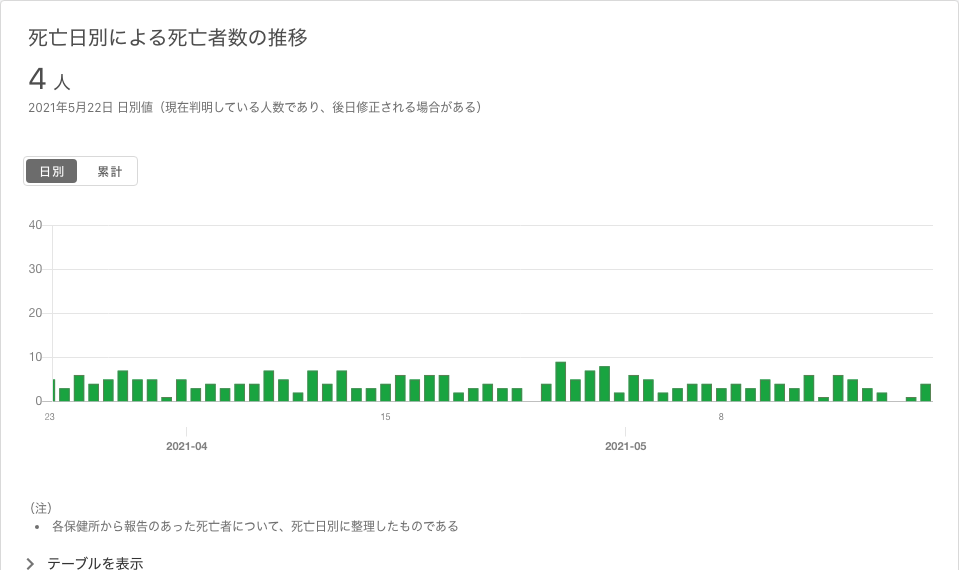 死亡日別による死亡者数の推移
4 人
2021年5月22日 日別値（現在判明している人数であり、後日修正される場合がある）
日別 累計
40
30
20
10
0
23 15 8
2021-04 2021-05
（注）
• 各保健所から報告のあった死亡者について、死亡日別に整理したものである
テーブルを表示